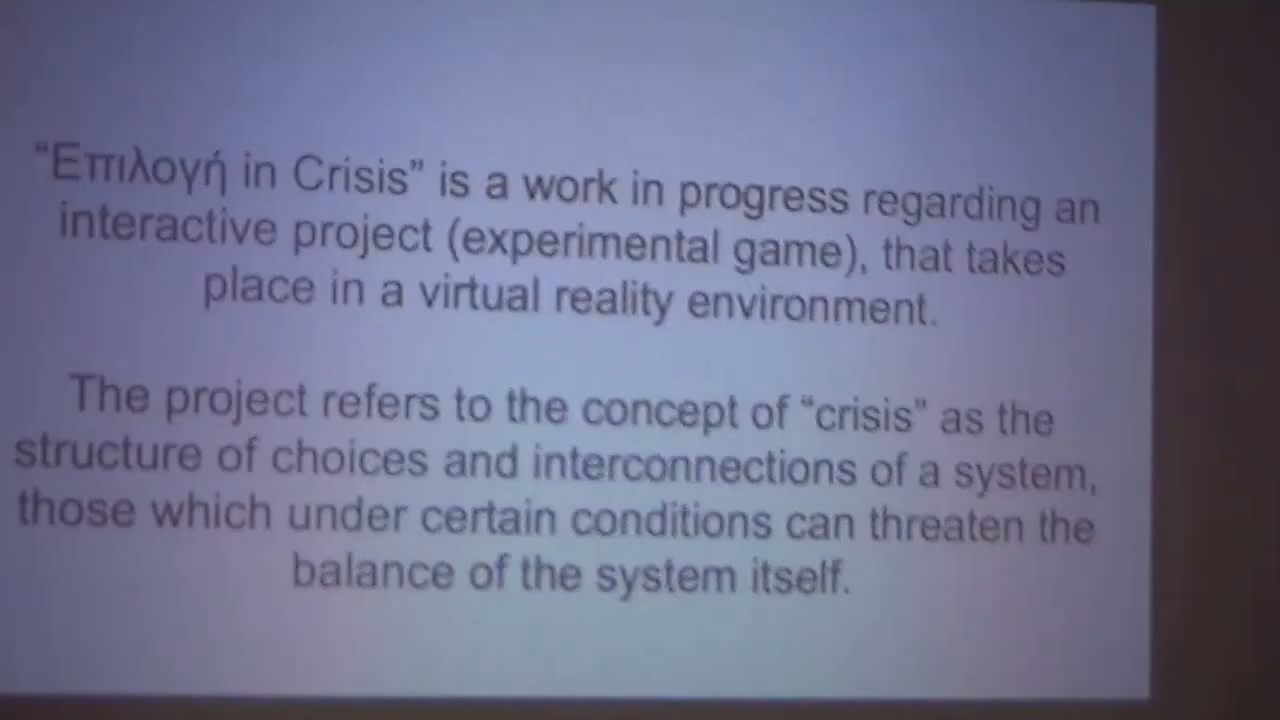 “Επιλογή in Crisis” is a work in progress regarding an
interactive project (experimental game), that takes
place in a virtual reality environment.
The project refers to the concept of “crisis” as the
structure of choices and interconnections of a system,
those which under certain conditions can threaten the
balance of the system itself.